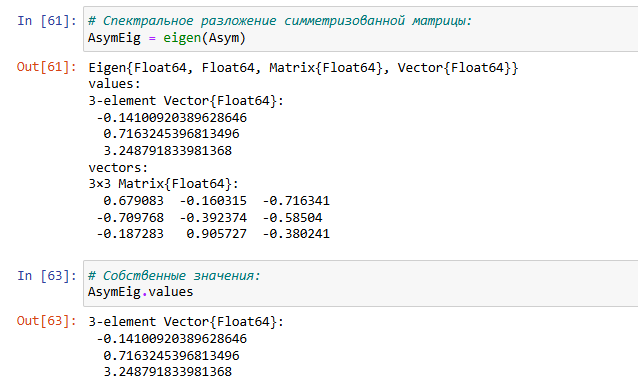 In [61]: # Спектральное разложение симметризованной матрицы:
AsymEig = eigen(Asym)
Out[61]: Eigen{Float64, Float64, Matrix{Float64}, Vector{Float64}}
values:
3-element Vector{Float64}:
-0.14100920389628646
0.7163245396813496
3.248791833981368
vectors:
3×3 Matrix{Float64}:
0.679083 -0.160315 -0.716341
-0.709768 -0.392374 -0.58504
-0.187283 0.905727 -0.380241
In [63]: # Собственные значения:
AsymEig.values
Out[63]: 3-element Vector{Float64}:
-0.14100920389628646
0.7163245396813496
3.248791833981368